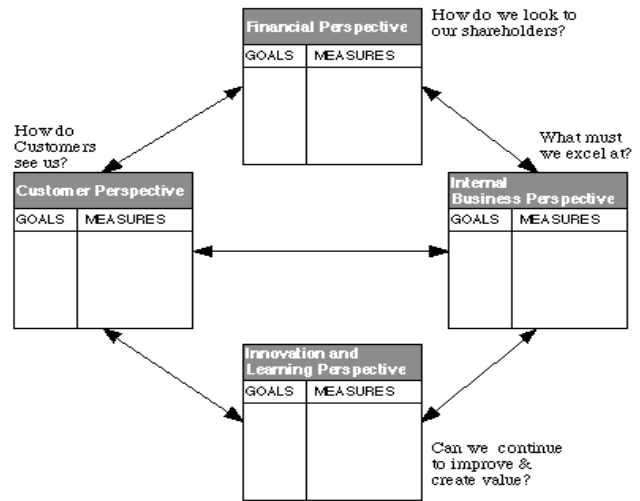 Financial Perspective
GOALS MEASURES
How do we look to
our shareholders?
How do
Customers
see us?
Customer Perspective
GOALS MEASURES
What must
we excel at?
Internal
Business Perspective
GOALS MEASURES
Innovation and
Learning Perspective
GOALS MEASURES
Can we continue
to improve &
create value?